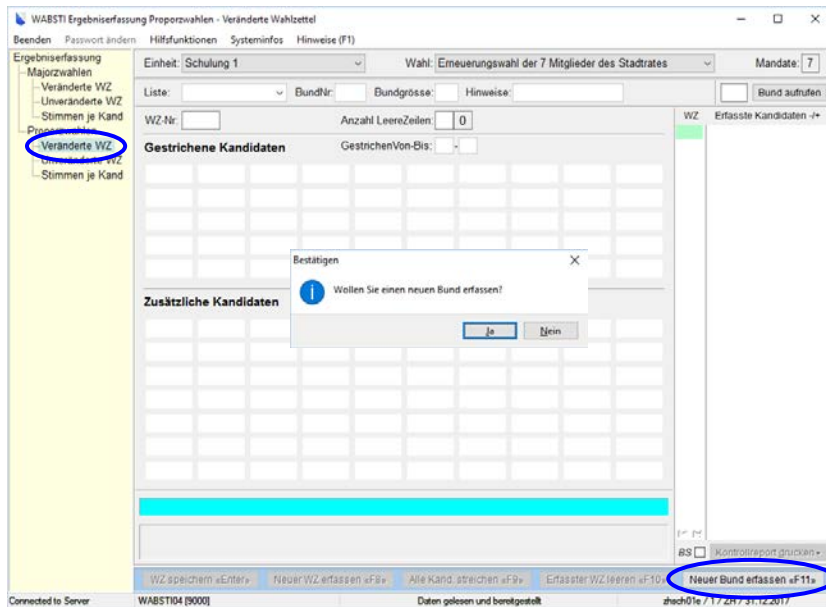 WABSTI Ergebniserfassung Proporzwahlen - Veränderte Wahlzettel
Beenden Passwort ändern Hilfsfunktionen Systeminfos Hinweise (F1)
Ergebniserfassung
Majorzwahlen
Veränderte WZ
Unveränderte WZ
Stimmen je Kand
Proporzwahlen
Veränderte WZ
Unveränderte WZ
Stimmen je Kand
Einheit: Schulung 1 Wahl: Erneuerungswahl der 7 Mitglieder des Stadtrates Mandate: 7
Liste: BundNr: Bundgrösse: Hinweise: Bund aufrufen
WZ-Nr: Anzahl LeereZeilen: 0
WZ Erfasste Kandidaten -/+
Gestrichene Kandidaten GestrichenVon-Bis: -
Bestätigen
Wollen Sie einen neuen Bund erfassen?
Ja Nein
Zusätzliche Kandidaten
BS Kontrollreport drucken
WZ speichern «Enter» Neuer WZ erfassen «F8» Alle Kand. streichen «F9» Erfasster WZ leeren «F10» Neuer Bund erfassen «F11»
Connected to Server WABSTI04 [9000] Daten gelesen und bereitgestellt zhsch01e / 1 / ZH / 31.12.2017